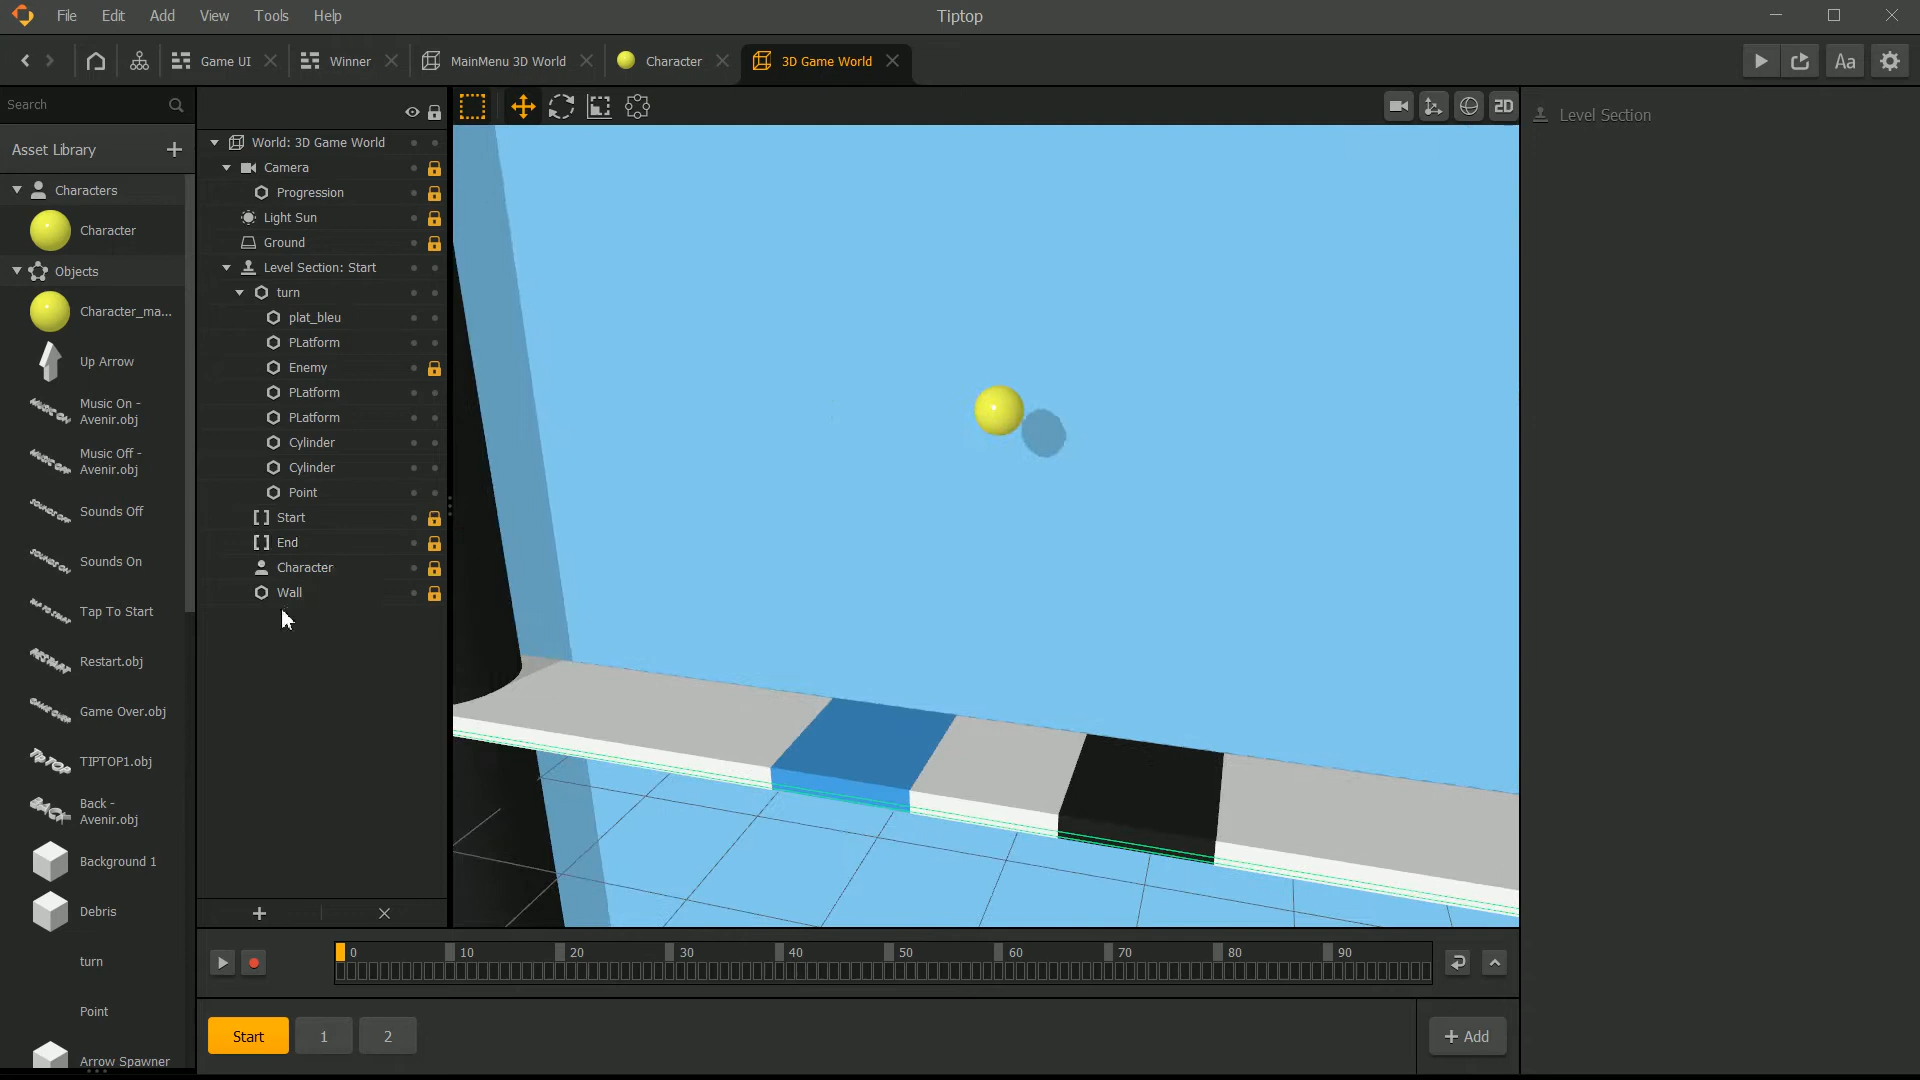 File Edit Add View Tools Help
Tiptop
Game UI
Winner
MainMenu 3D World
Character
3D Game World
Aa
Search
Asset Library
Characters
Character
Objects
Character_ma...
Up Arrow
Music On -
Avenir.obj
Music Off -
Avenir.obj
Sounds Off
Sounds On
Tap To Start
Restart.obj
Game Over.obj
TIPTOP1.obj
Back -
Avenir.obj
Background 1
Debris
turn
Point
Arrow Spawner
World: 3D Game World
Camera
Progression
Light Sun
Ground
Level Section: Start
turn
plat_bleu
PLatform
Enemy
PLatform
PLatform
Cylinder
Cylinder
Point
Start
End
Character
Wall
2D
Level Section
0 10 20 30 40 50 60 70 80 90
Start 1 2
+ Add